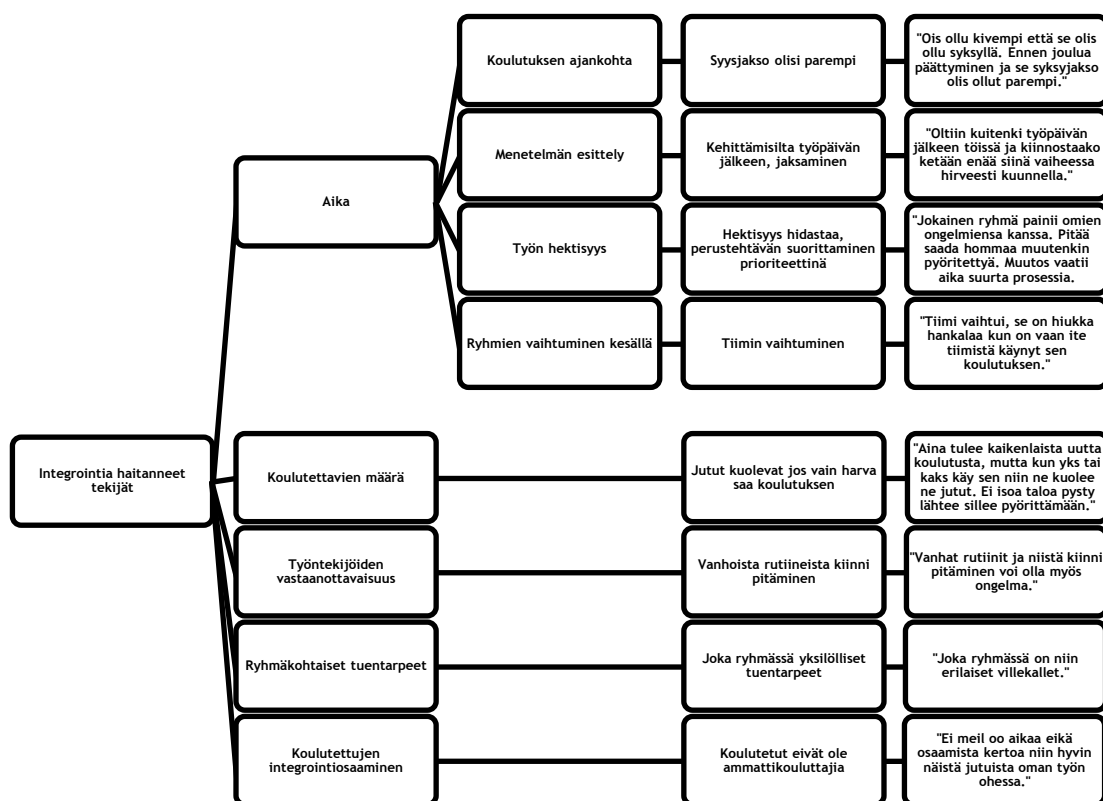 Integrointia haitanneet
tekijät
Aika
Koulutuksen ajankohta
Syysjakso olisi parempi
"Ois ollu kivempi että se olis
ollu syksyllä. Ennen joulua
päättyminen ja se syksyjakso
olis ollut parempi."
Menetelmän esittely
Kehittämisilta työpäivän
jälkeen, jaksaminen
"Oltiin kuitenki työpäivän
jälkeen töissä ja kiinnostaako
ketään enää siinä vaiheessa
hirveesti kuunnella."
Työn hektisyys
Hektisyys hidastaa,
perustehtävän suorittaminen
prioriteettinä
"Jokainen ryhmä painii omien
ongelmiensa kanssa. Pitää
saada hommaa muutenkin
pyöritettyä. Muutos vaatii
aika suurta prosessia.
Ryhmien vaihtuminen kesällä
Tiimin vaihtuminen
"Tiimi vaihtui, se on hiukka
hankalaa kun on vaan ite
tiimistä käynyt sen
koulutuksen."
Koulutettavien määrä
Jutut kuolevat jos vain harva
saa koulutuksen
"Aina tulee kaikenlaista uutta
koulutusta, mutta kun yks tai
kaks käy sen niin ne kuolee
ne jutut. Ei isoa taloa pysty
lähtee sillee pyörittämään."
Työntekijöiden
vastaanottavaisuus
Vanhoista rutiineista kiinni
pitäminen
"Vanhat rutiinit ja niistä kiinni
pitäminen voi olla myös
ongelma."
Ryhmäkohtaiset tuentarpeet
Joka ryhmässä yksilölliset
tuentarpeet
"Joka ryhmässä on niin
erilaiset villekallet."
Koulutettujen
integrointiosaaminen
Koulutetut eivät ole
ammattikouluttajia
"Ei meil oo aikaa eikä
osaamista kertoa niin hyvin
näistä jutuista oman työn
ohessa."